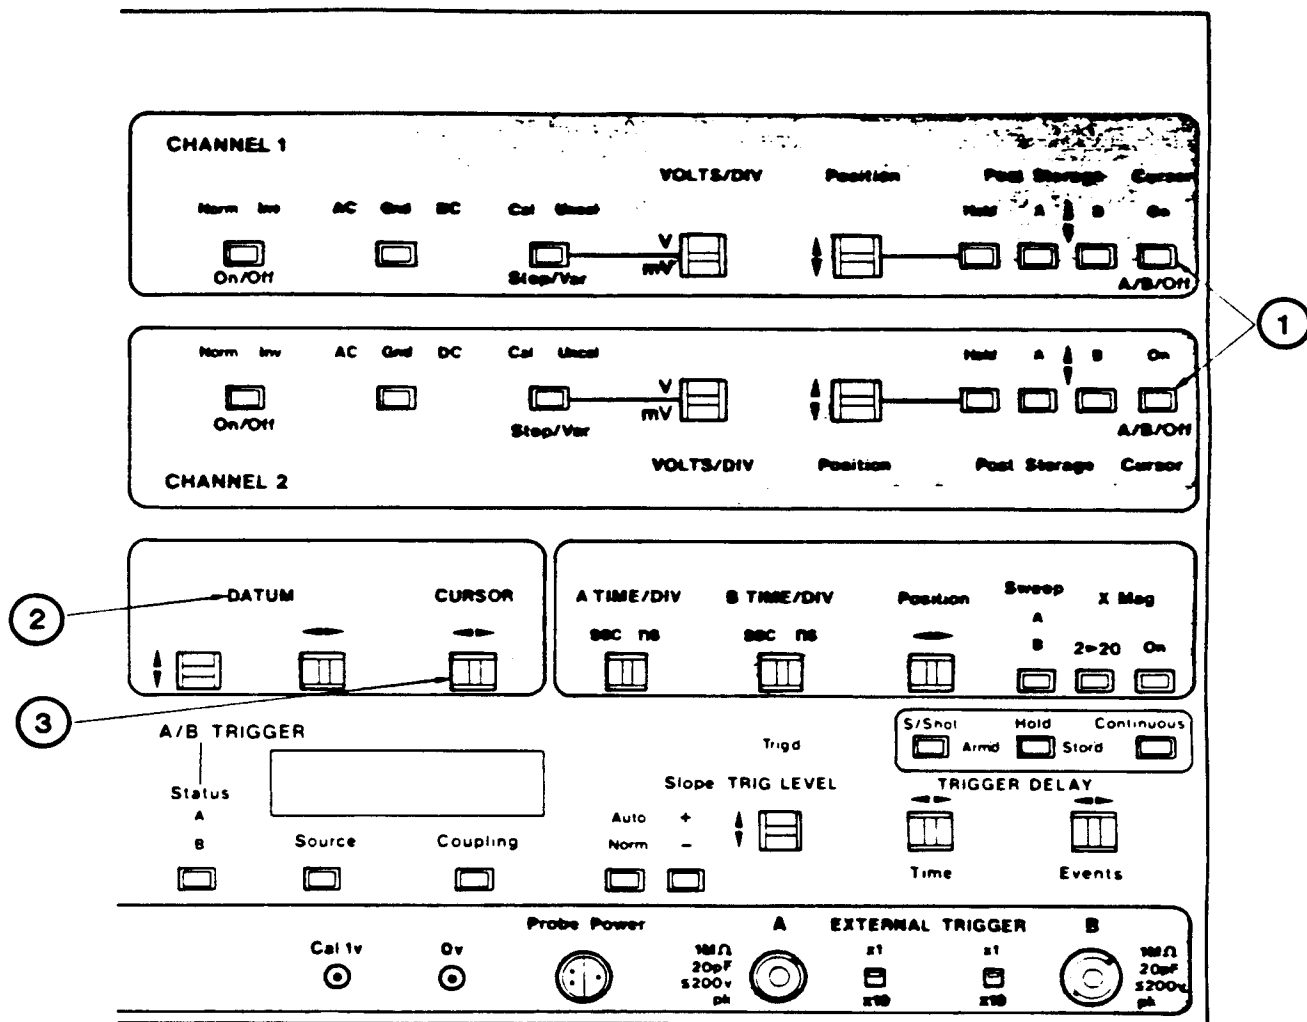 CHANNEL 1
VOLTS/DIV Position Post Storage Cursor
Norm Inv AC Gnd DC Cal Uncal Hold A B On
V
mV
On/Off Step/Var A/B/Off
1
Norm Inv AC Gnd DC Cal Uncal Hold A B On
V
mV
On/Off Step/Var A/B/Off
VOLTS/DIV Position Post Storage Cursor
CHANNEL 2
2
DATUM CURSOR A TIME/DIV B TIME/DIV Position Sweep X Mag
A
sec ns sec ns B 2-20 On
3
A/B TRIGGER
S/Shot Hold Continuous
Armd Stor'd
Trigd
Status
A
B
Slope TRIG LEVEL TRIGGER DELAY
Auto +
Norm -
Source Coupling
Time Events
Probe Power A EXTERNAL TRIGGER B
Cal 1v 0v
1MΩ
20pF
≤200v
pk
x1 x1
x10 x10
1MΩ
20pF
≤200v
pk